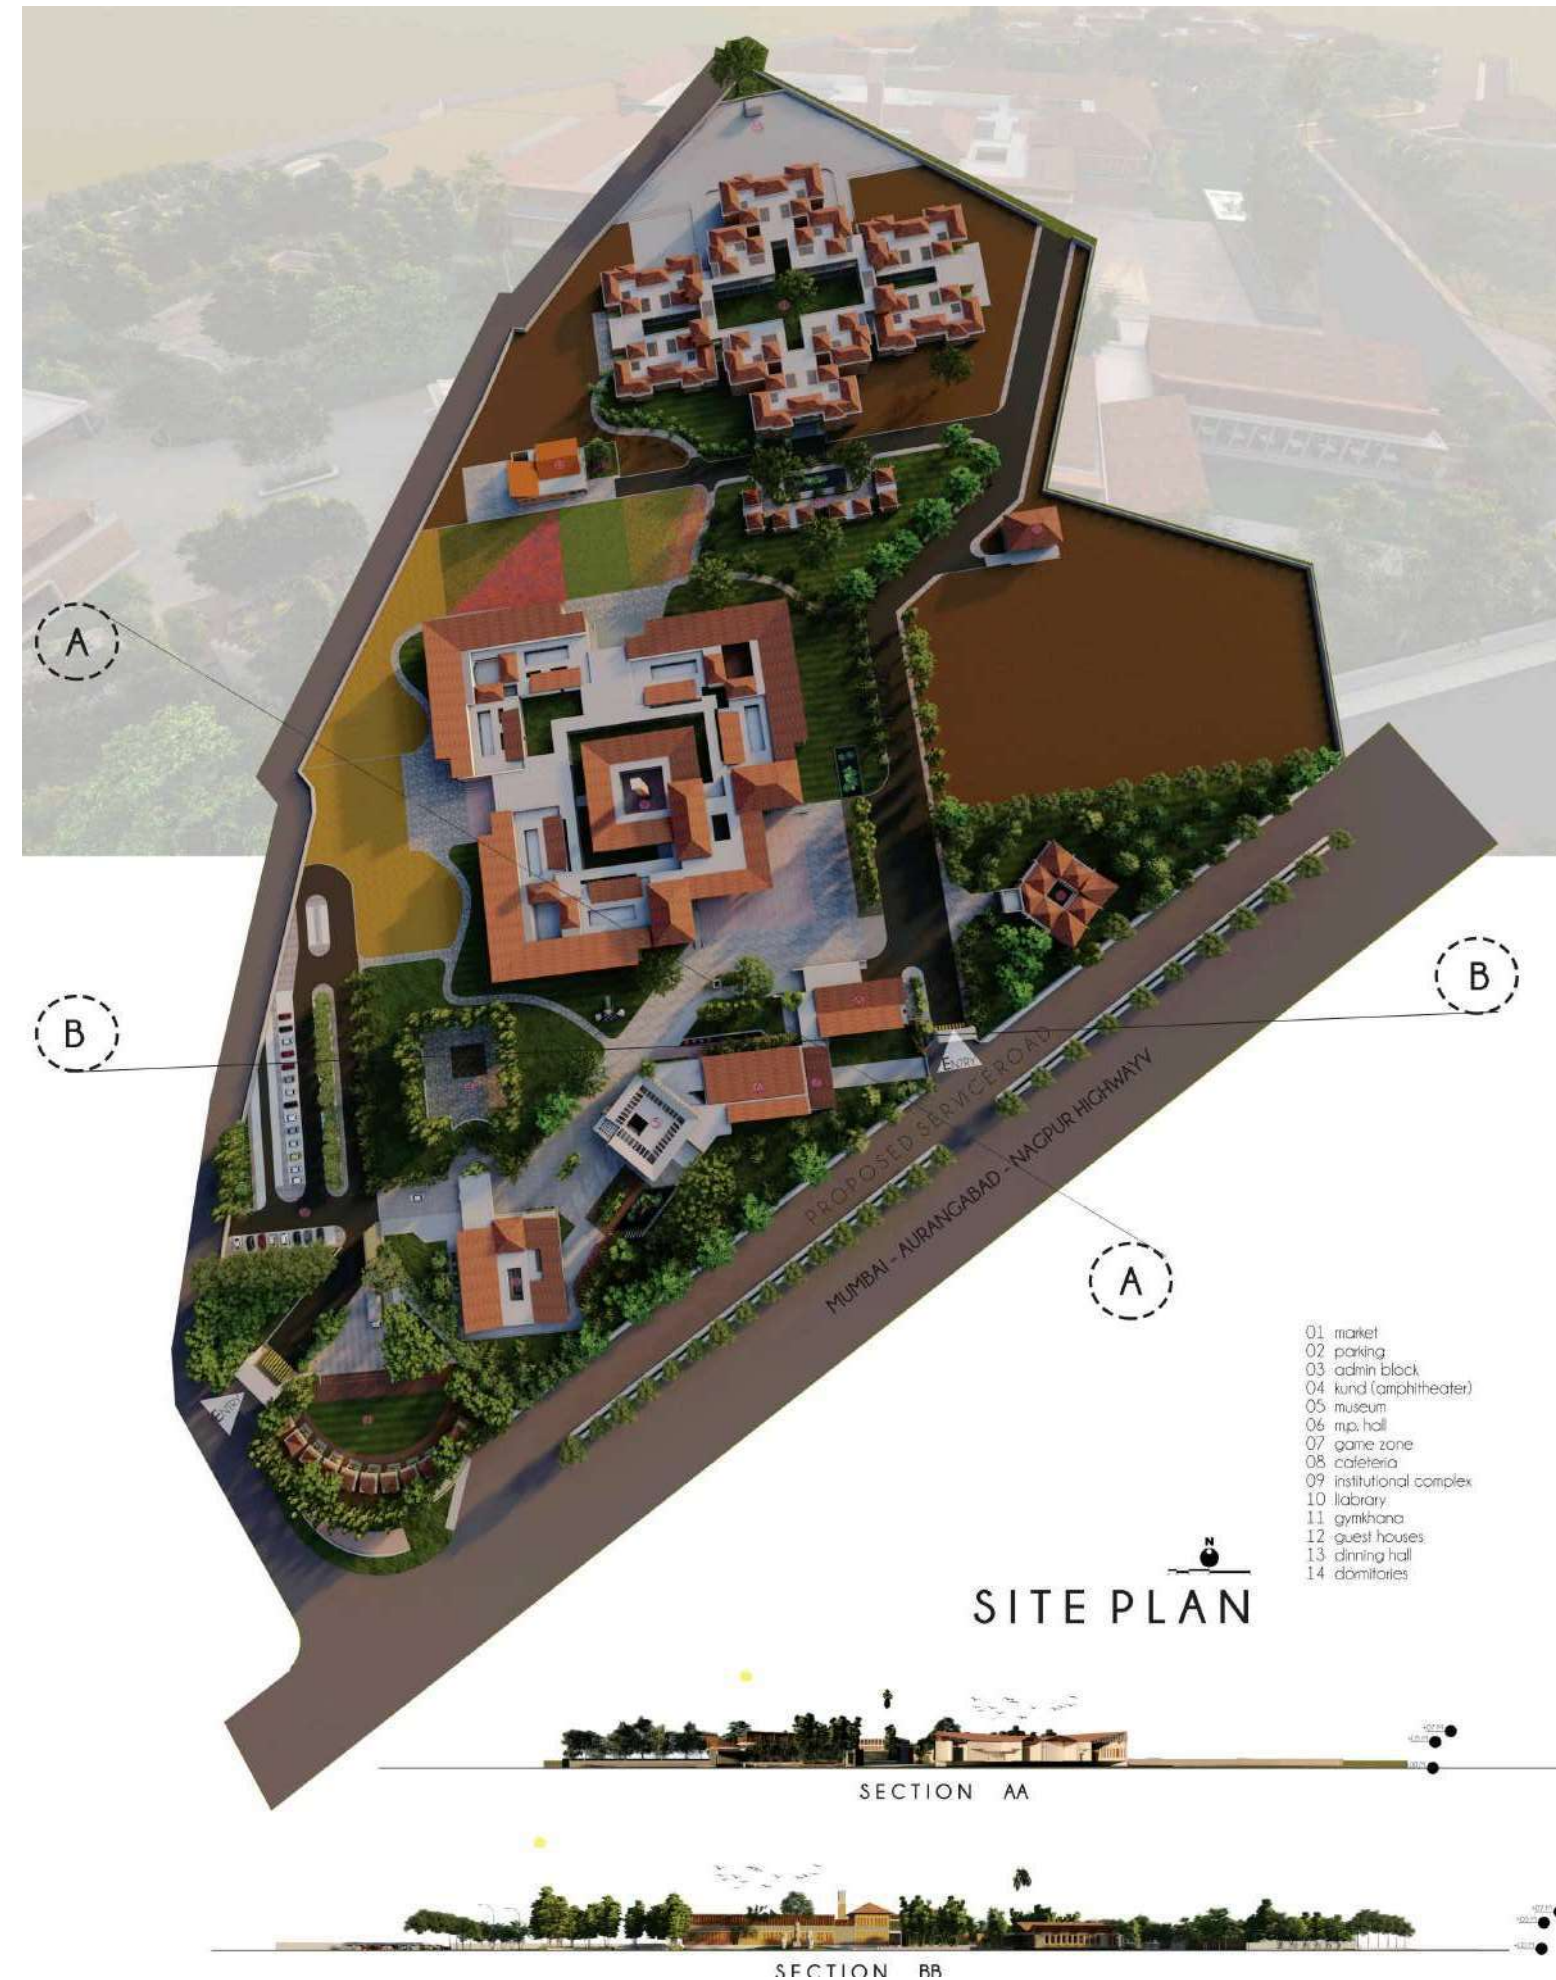 A
B
B
ENTRY
PROPOSED SERVICEROAD
MUMBAI - AURANGABAD - NAGPUR HIGHWAYV
A
ENTRY
01 market
02 parking
03 admin block
04 kund (amphitheater)
05 museum
06 m.p. hall
07 game zone
08 cafeteria
09 institutional complex
10 liabrary
11 gymkhana
12 guest houses
13 dinning hall
14 dormitories
N
SITE PLAN
SECTION AA
SECTION BB